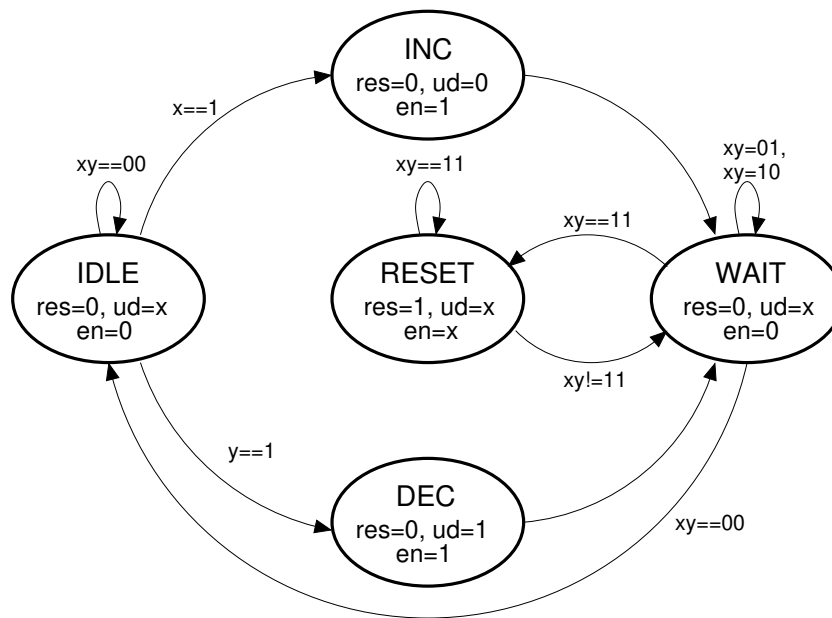 INC
res=0, ud=0
en=1
x==1
xy==00
xy==11
xy=01,
xy=10
IDLE
res=0, ud=x
en=0
RESET
res=1, ud=x
en=x
xy==11
WAIT
res=0, ud=x
en=0
xy!=11
y==1
DEC
res=0, ud=1
en=1
xy==00